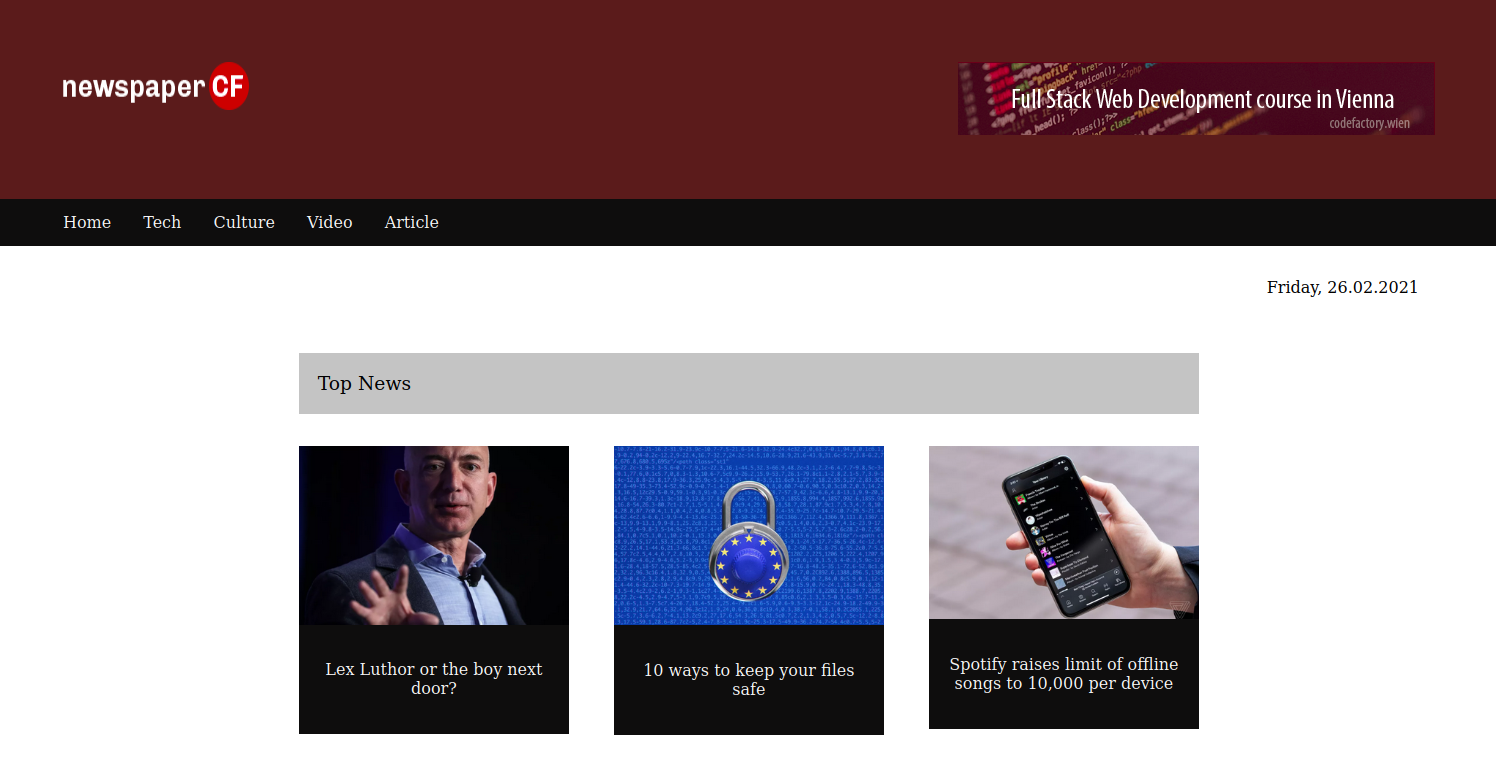 newspaper CF
Full Stack Web Development course in Vienna
codefactory.wien
Home Tech Culture Video Article
Friday, 26.02.2021
Top News
Lex Luthor or the boy next
door?
10 ways to keep your files
safe
Spotify raises limit of offline
songs to 10,000 per device